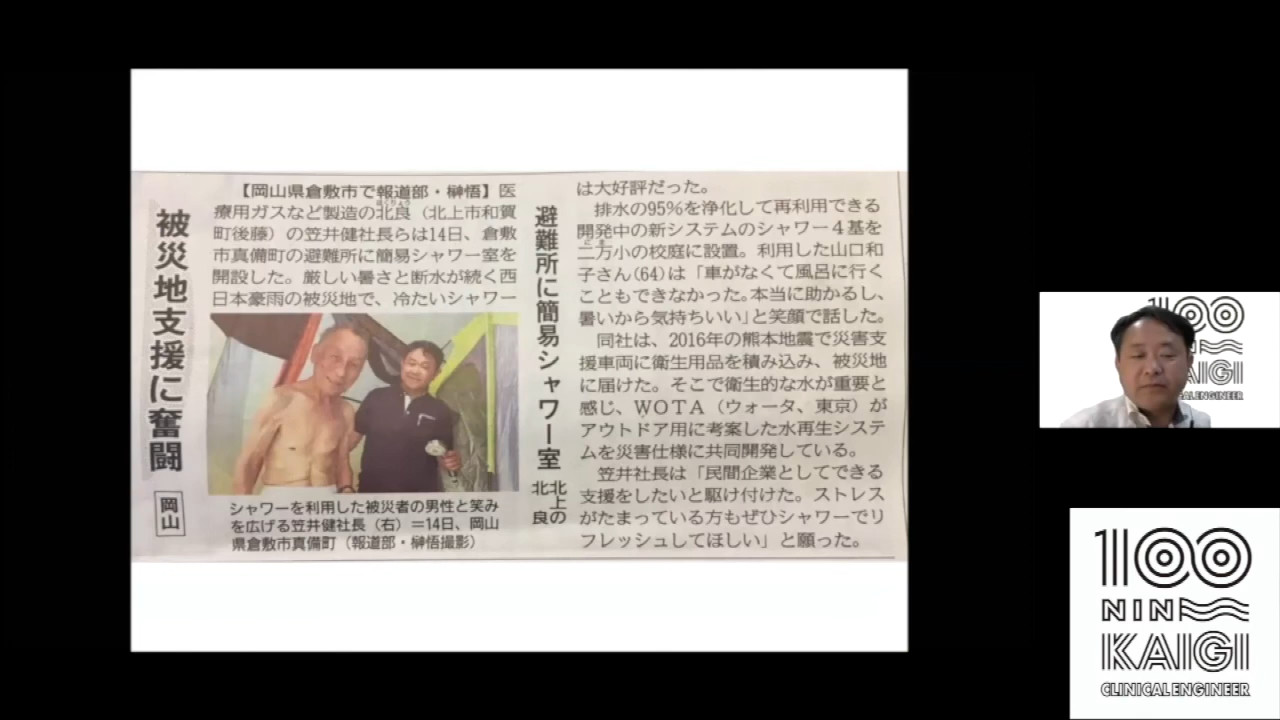 被災地支援に奮闘
岡山
【岡山県倉敷市で報道部・榊悟】医
療用ガスなど製造の北良（北上市和賀
町後藤）の笠井健社長らは14日、倉敷
市真備町の避難所に簡易シャワー室を
開設した。厳しい暑さと断水が続く西
日本豪雨の被災地で、冷たいシャワー
シャワーを利用した被災者の男性と笑み
を広げる笠井健社長（右）＝14日、岡山
県倉敷市真備町（報道部・榊悟撮影）
避難所に簡易シャワー室
北上の
北良
は大好評だった。
排水の95%を浄化して再利用できる
開発中の新システムのシャワー４基を
二万小の校庭に設置。利用した山口和
子さん(64)は「車がなくて風呂に行く
こともできなかった。本当に助かるし、
暑いから気持ちいい」と笑顔で話した。
同社は、2016年の熊本地震で災害支
援車両に衛生用品を積み込み、被災地
に届けた。そこで衛生的な水が重要と
感じ、ＷＯＴＡ（ウォータ、東京）が
アウトドア用に考案した水再生システ
ムを災害仕様に共同開発している。
笠井社長は「民間企業としてできる
支援をしたいと駆け付けた。ストレス
がたまっている方もぜひシャワーでリ
フレッシュしてほしい」と願った。
100
NIN
KAIGI
CLINICAL ENGINEER